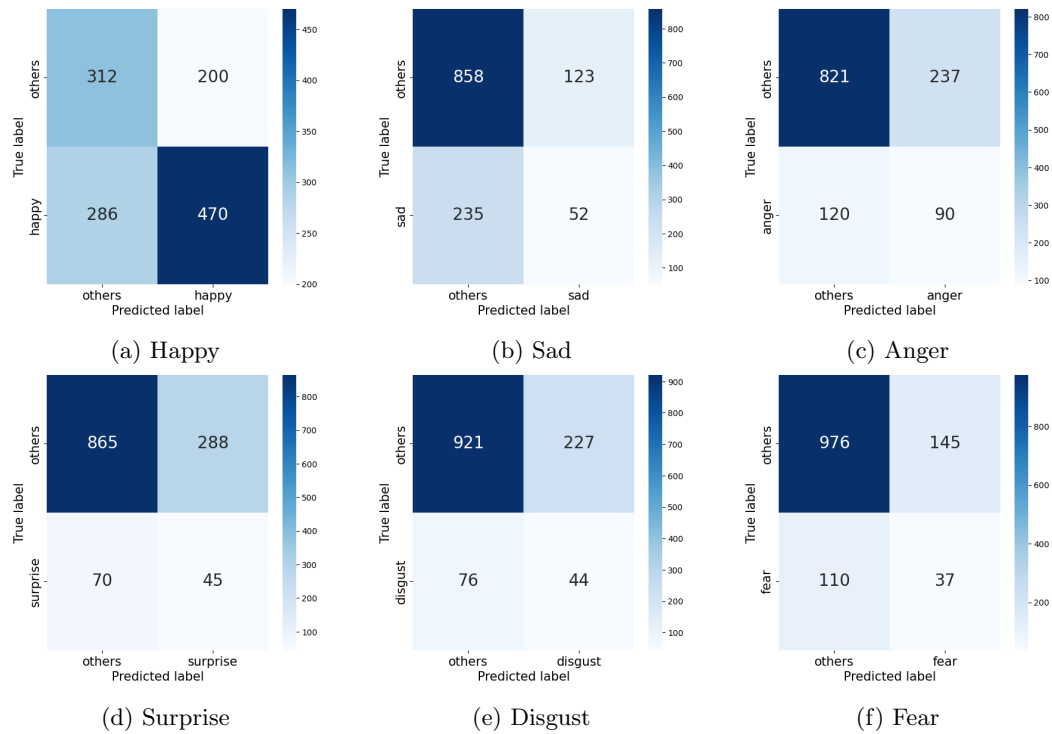 others
312
200
450
400
350
300
250
200
True label
happy
286
470
others
happy
Predicted label
(a) Happy
others
858
123
800
700
600
500
400
300
200
100
True label
sad
235
52
others
sad
Predicted label
(b) Sad
others
821
237
800
700
600
500
400
300
200
100
True label
anger
120
90
others
anger
Predicted label
(c) Anger
others
865
288
800
700
600
500
400
300
200
100
True label
surprise
70
45
others
surprise
Predicted label
(d) Surprise
others
921
227
900
800
700
600
500
400
300
200
100
True label
disgust
76
44
others
disgust
Predicted label
(e) Disgust
others
976
145
800
600
400
200
True label
fear
110
37
others
fear
Predicted label
(f) Fear